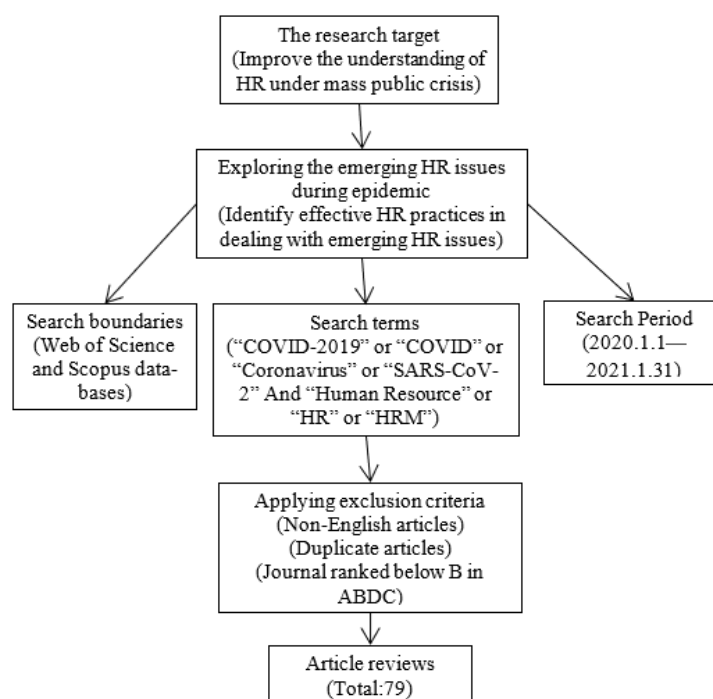 The research target
(Improve the understanding of
HR under mass public crisis)
Exploring the emerging HR issues
during epidemic
(Identify effective HR practices in
dealing with emerging HR issues)
Search boundaries
(Web of Science
and Scopus data-
bases)
Search terms
(“COVID-2019” or “COVID” or
“Coronavirus” or “SARS-CoV-
2” And “Human Resource” or
“HR” or “HRM”)
Search Period
(2020.1.1—
2021.1.31)
Applying exclusion criteria
(Non-English articles)
(Duplicate articles)
(Journal ranked below B in
ABDC)
Article reviews
(Total:79)